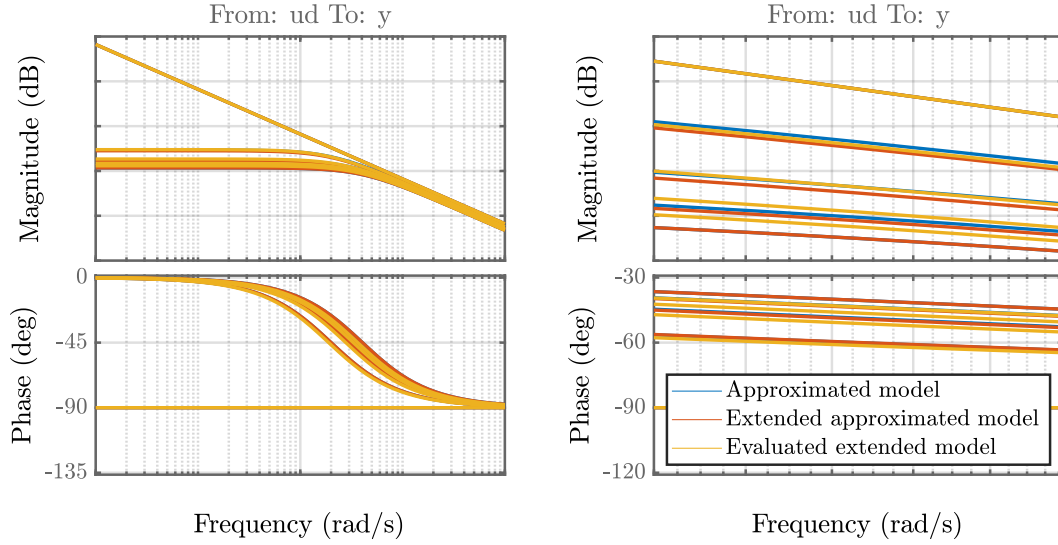 From: ud To: y
Magnitude (dB)
0
-45
-90
-135
Phase (deg)
Frequency (rad/s)
From: ud To: y
Magnitude (dB)
-30
-60
-90
-120
Phase (deg)
Approximated model
Extended approximated model
Evaluated extended model
Frequency (rad/s)